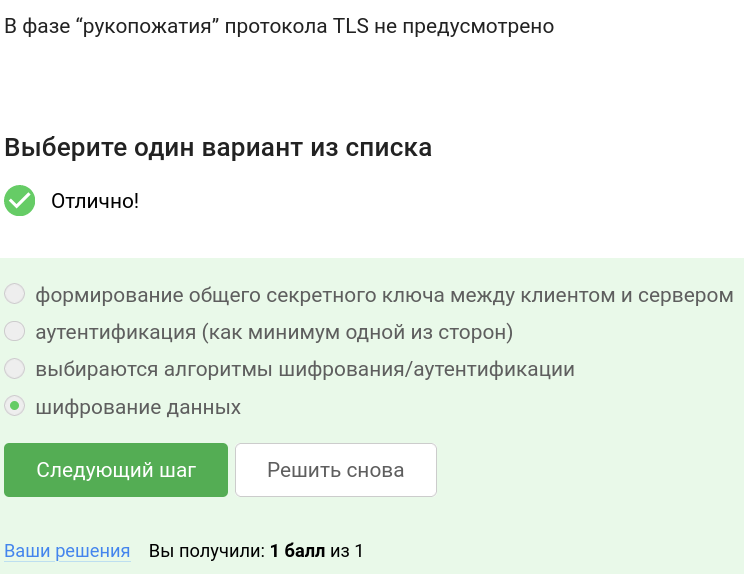 В фазе “рукопожатия” протокола TLS не предусмотрено
Выберите один вариант из списка
Отлично!
формирование общего секретного ключа между клиентом и сервером
аутентификация (как минимум одной из сторон)
выбираются алгоритмы шифрования/аутентификации
шифрование данных
Следующий шаг Решить снова
Ваши решения Вы получили: 1 балл из 1